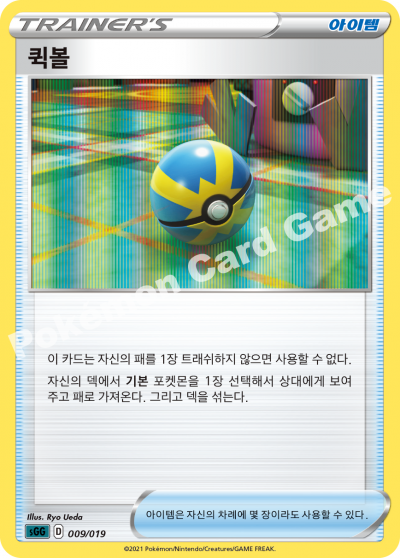 TRAINER'S
아이템
퀵볼
이 카드는 자신의 패를 1장 트래쉬하지 않으면 사용할 수 없다.
자신의 덱에서 기본 포켓몬을 1장 선택해서 상대에게 보여
주고 패로 가져온다. 그리고 덱을 섞는다.
Pokémon Card Game
Illus. Ryo Ueda
sGG D 009/019
아이템은 자신의 차례에 몇 장이라도 사용할 수 있다.
©2021 Pokémon/Nintendo/Creatures/GAME FREAK.